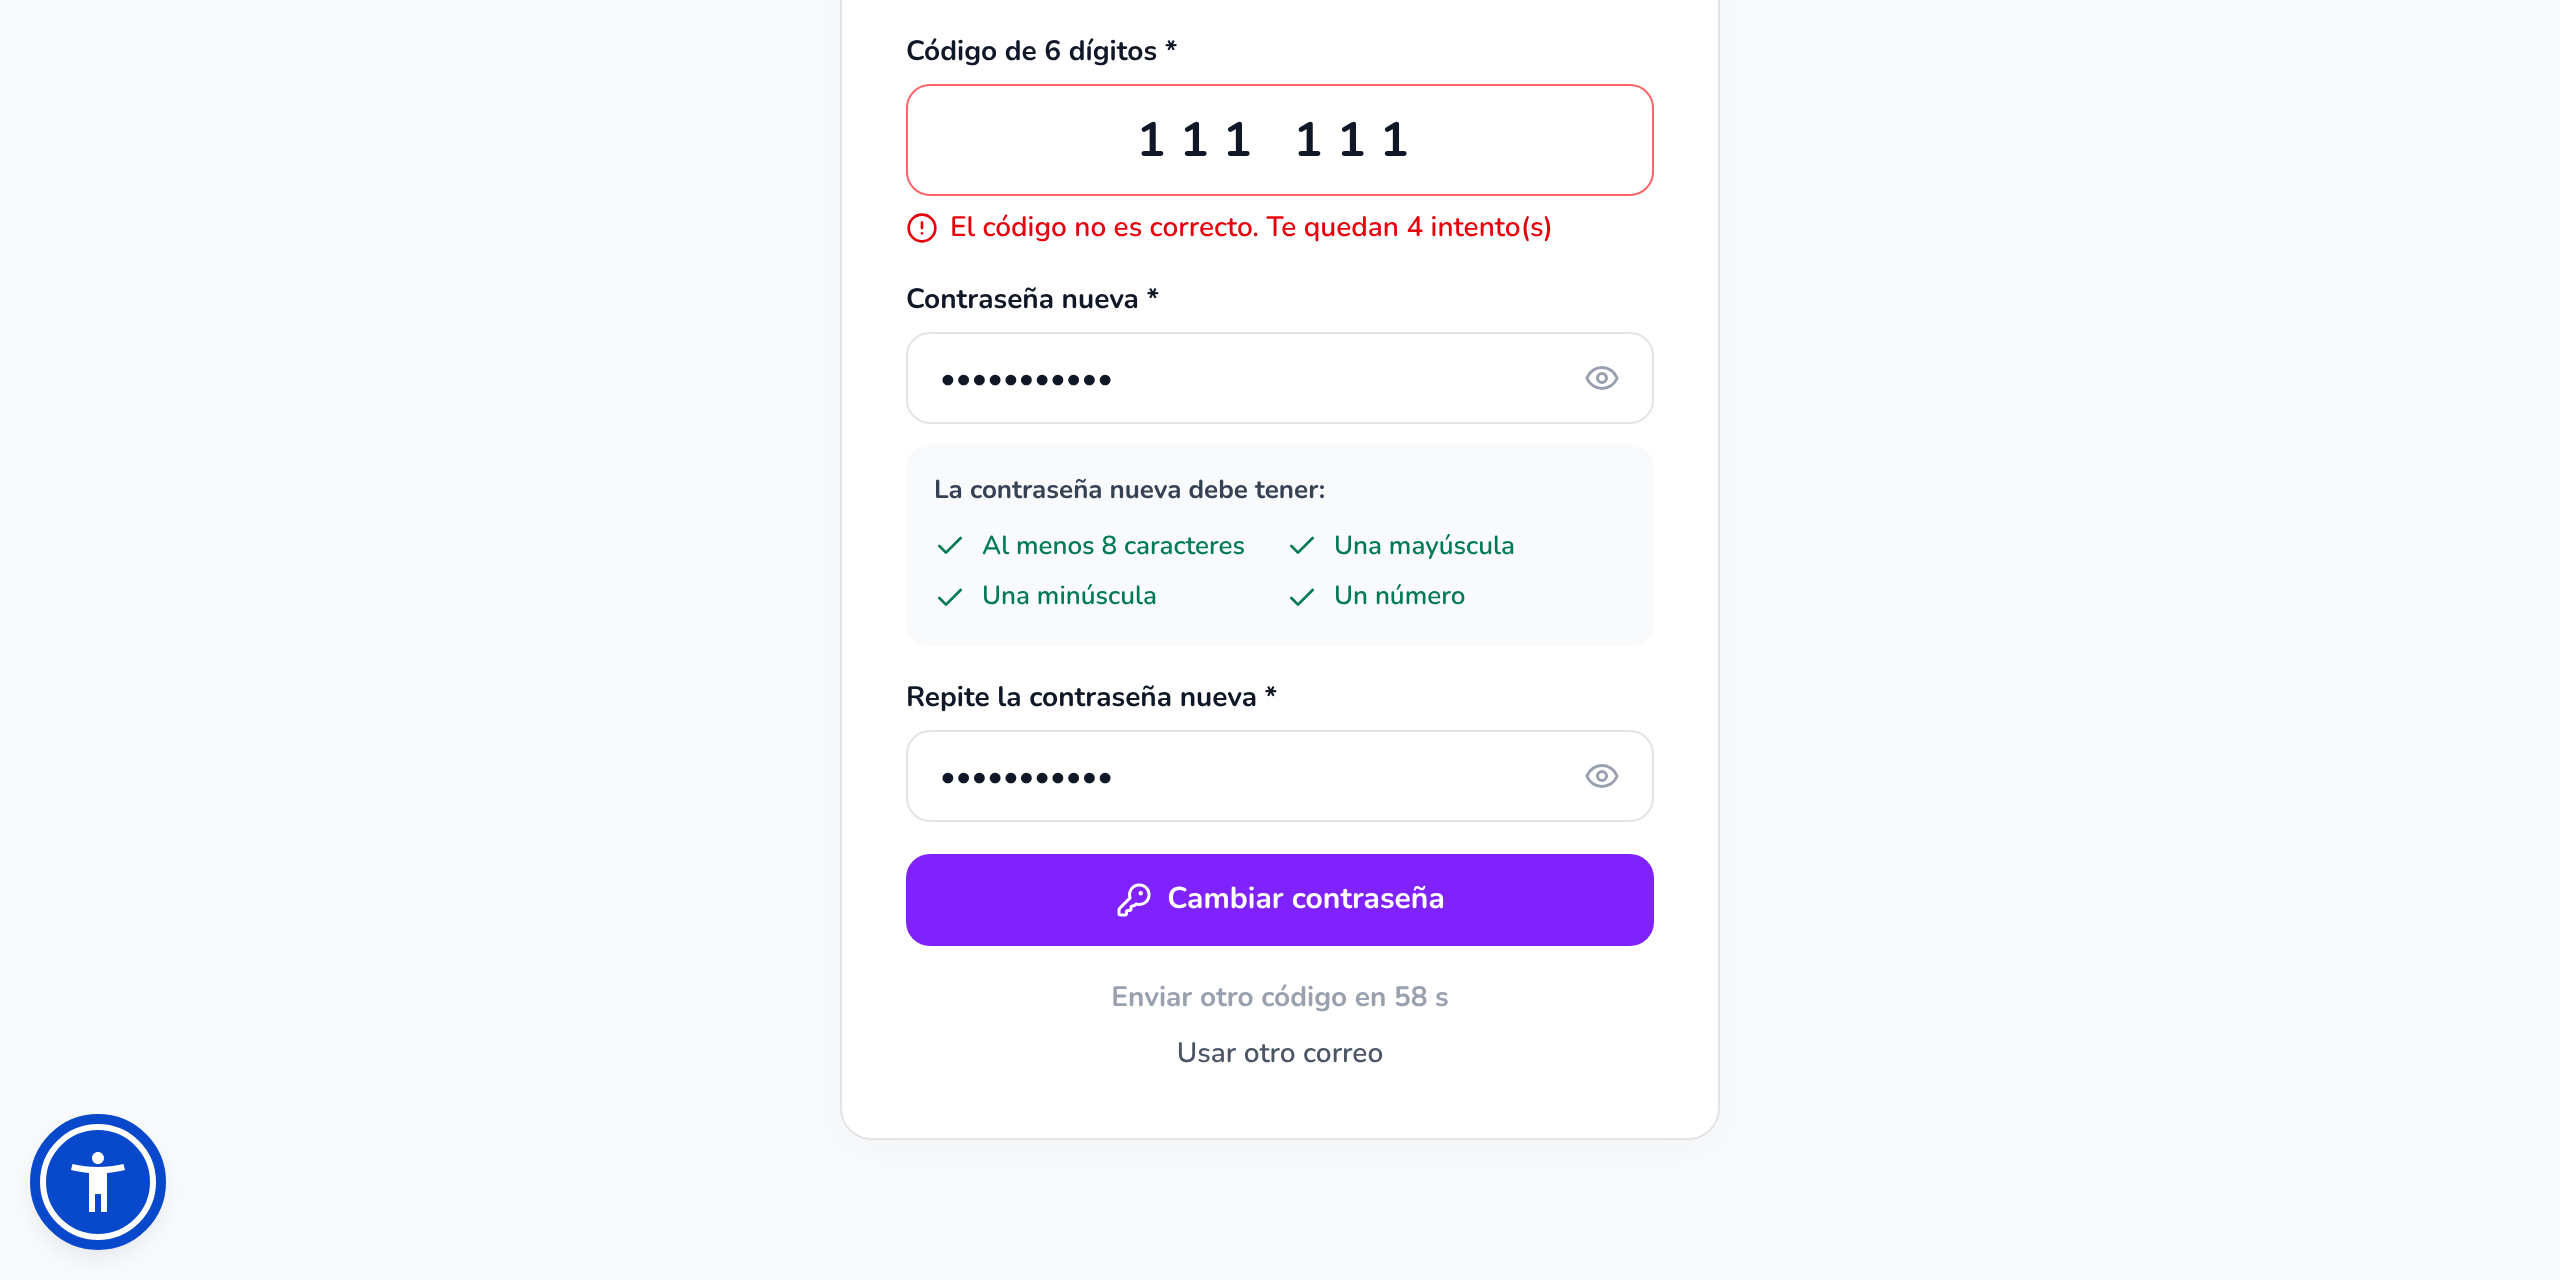 Código de 6 dígitos *
111 111
El código no es correcto. Te quedan 4 intento(s)
Contraseña nueva *
•••••••••••
La contraseña nueva debe tener:
Al menos 8 caracteres
Una mayúscula
Una minúscula
Un número
Repite la contraseña nueva *
•••••••••••
Cambiar contraseña
Enviar otro código en 58 s
Usar otro correo